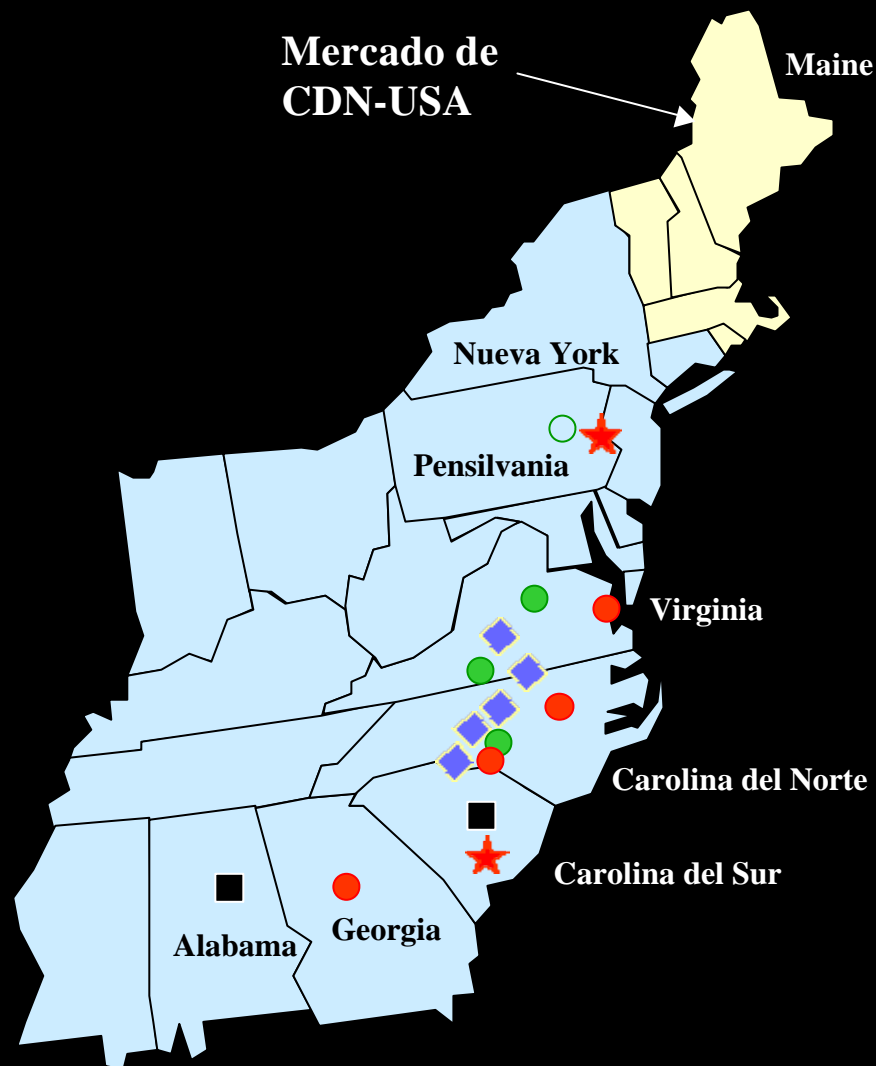 Mercado de
CDN-USA
Maine
Nueva York
Pensilvania
Virginia
Carolina del Norte
Carolina del Sur
Georgia
Alabama